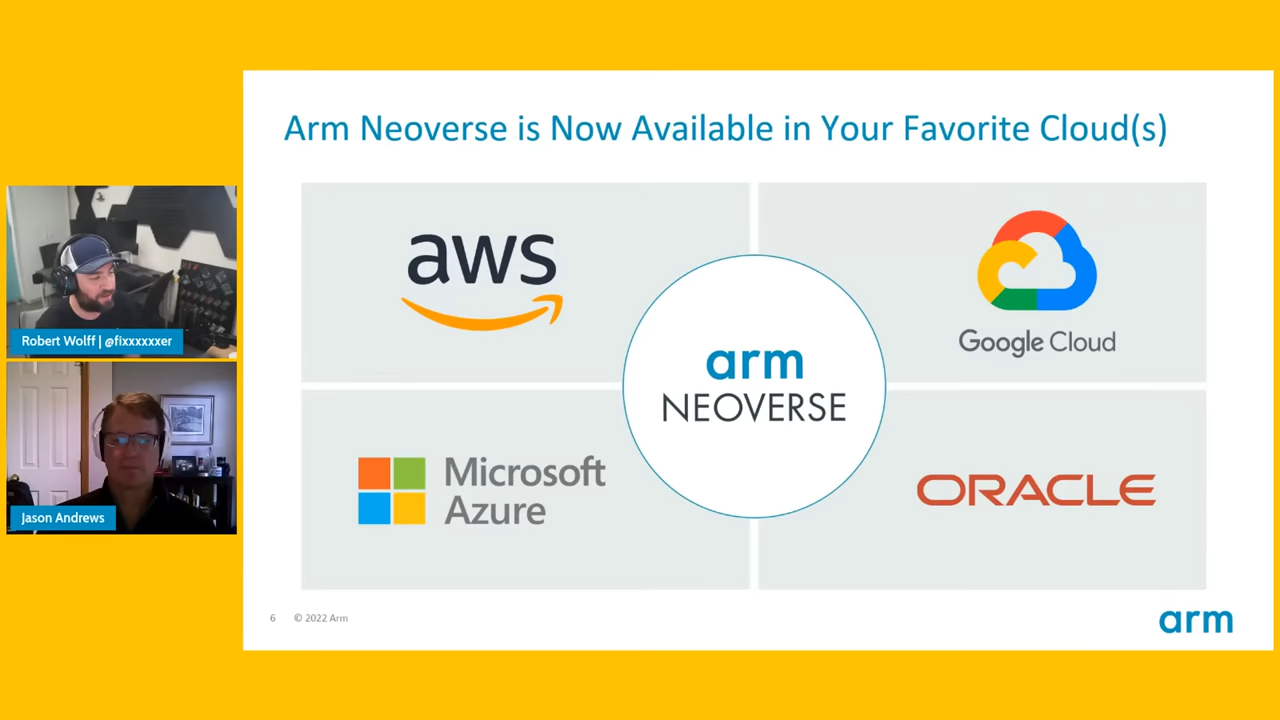 Arm Neoverse is Now Available in Your Favorite Cloud(s)
aws
Google Cloud
arm
NEOVERSE
Microsoft
Azure
ORACLE
Robert Wolff | @fixxxxxxer
Jason Andrews
6 © 2022 Arm
arm